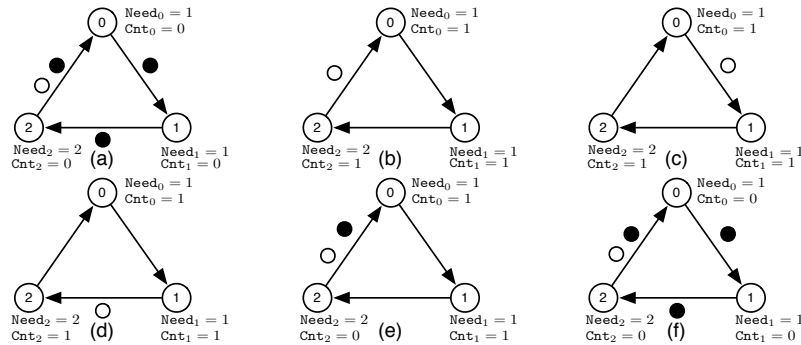 0
Need₀ = 1
Cnt₀ = 0
2
1
Need₂ = 2
Cnt₂ = 0
(a)
Need₁ = 1
Cnt₁ = 0
0
Need₀ = 1
Cnt₀ = 1
2
1
Need₂ = 2
Cnt₂ = 1
(b)
Need₁ = 1
Cnt₁ = 1
0
Need₀ = 1
Cnt₀ = 1
2
1
Need₂ = 2
Cnt₂ = 1
(c)
Need₁ = 1
Cnt₁ = 1
0
Need₀ = 1
Cnt₀ = 1
2
1
Need₂ = 2
Cnt₂ = 1
(d)
Need₁ = 1
Cnt₁ = 1
0
Need₀ = 1
Cnt₀ = 1
2
1
Need₂ = 2
Cnt₂ = 0
(e)
Need₁ = 1
Cnt₁ = 1
0
Need₀ = 1
Cnt₀ = 0
2
1
Need₂ = 2
Cnt₂ = 0
(f)
Need₁ = 1
Cnt₁ = 0